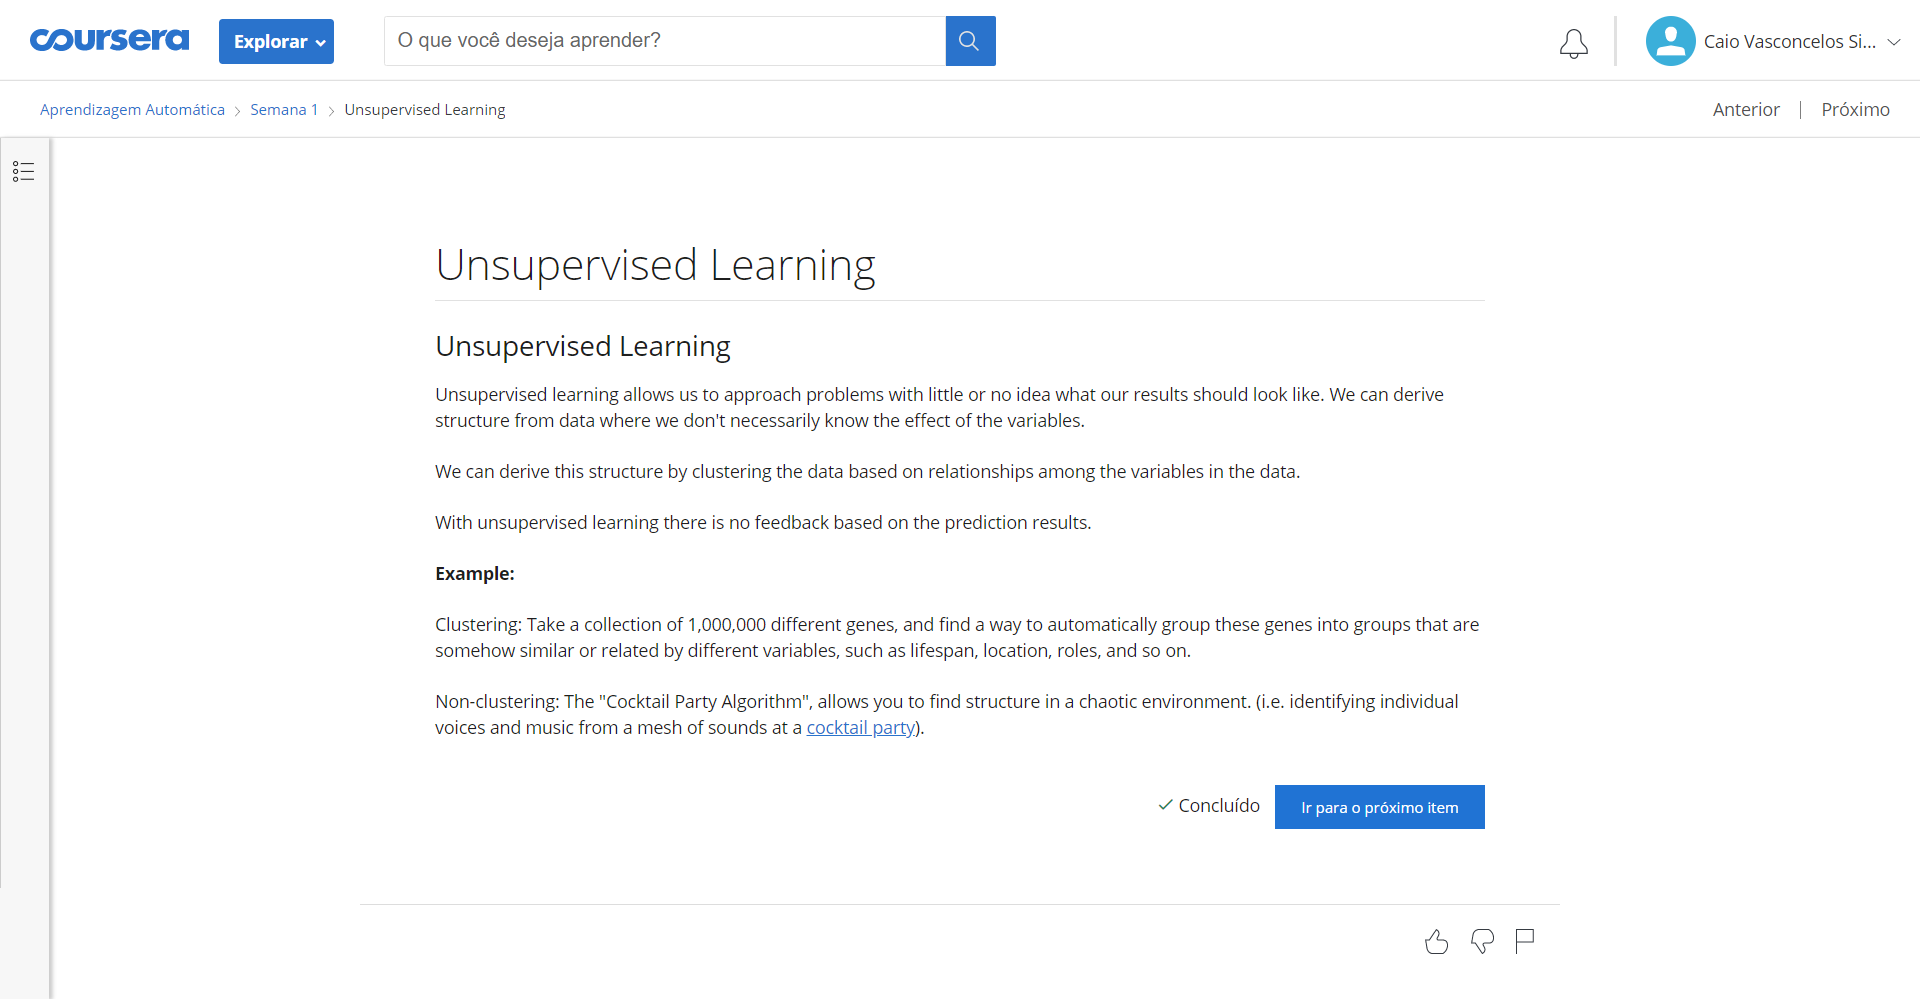 coursera
Explorar
O que você deseja aprender?
Caio Vasconcelos Si...
Aprendizagem Automática
Semana 1
Unsupervised Learning
Anterior
Próximo
Unsupervised Learning
Unsupervised Learning
Unsupervised learning allows us to approach problems with little or no idea what our results should look like. We can derive
structure from data where we don't necessarily know the effect of the variables.
We can derive this structure by clustering the data based on relationships among the variables in the data.
With unsupervised learning there is no feedback based on the prediction results.
Example:
Clustering: Take a collection of 1,000,000 different genes, and find a way to automatically group these genes into groups that are
somehow similar or related by different variables, such as lifespan, location, roles, and so on.
Non-clustering: The "Cocktail Party Algorithm", allows you to find structure in a chaotic environment. (i.e. identifying individual
voices and music from a mesh of sounds at a cocktail party).
Concluído
Ir para o próximo item